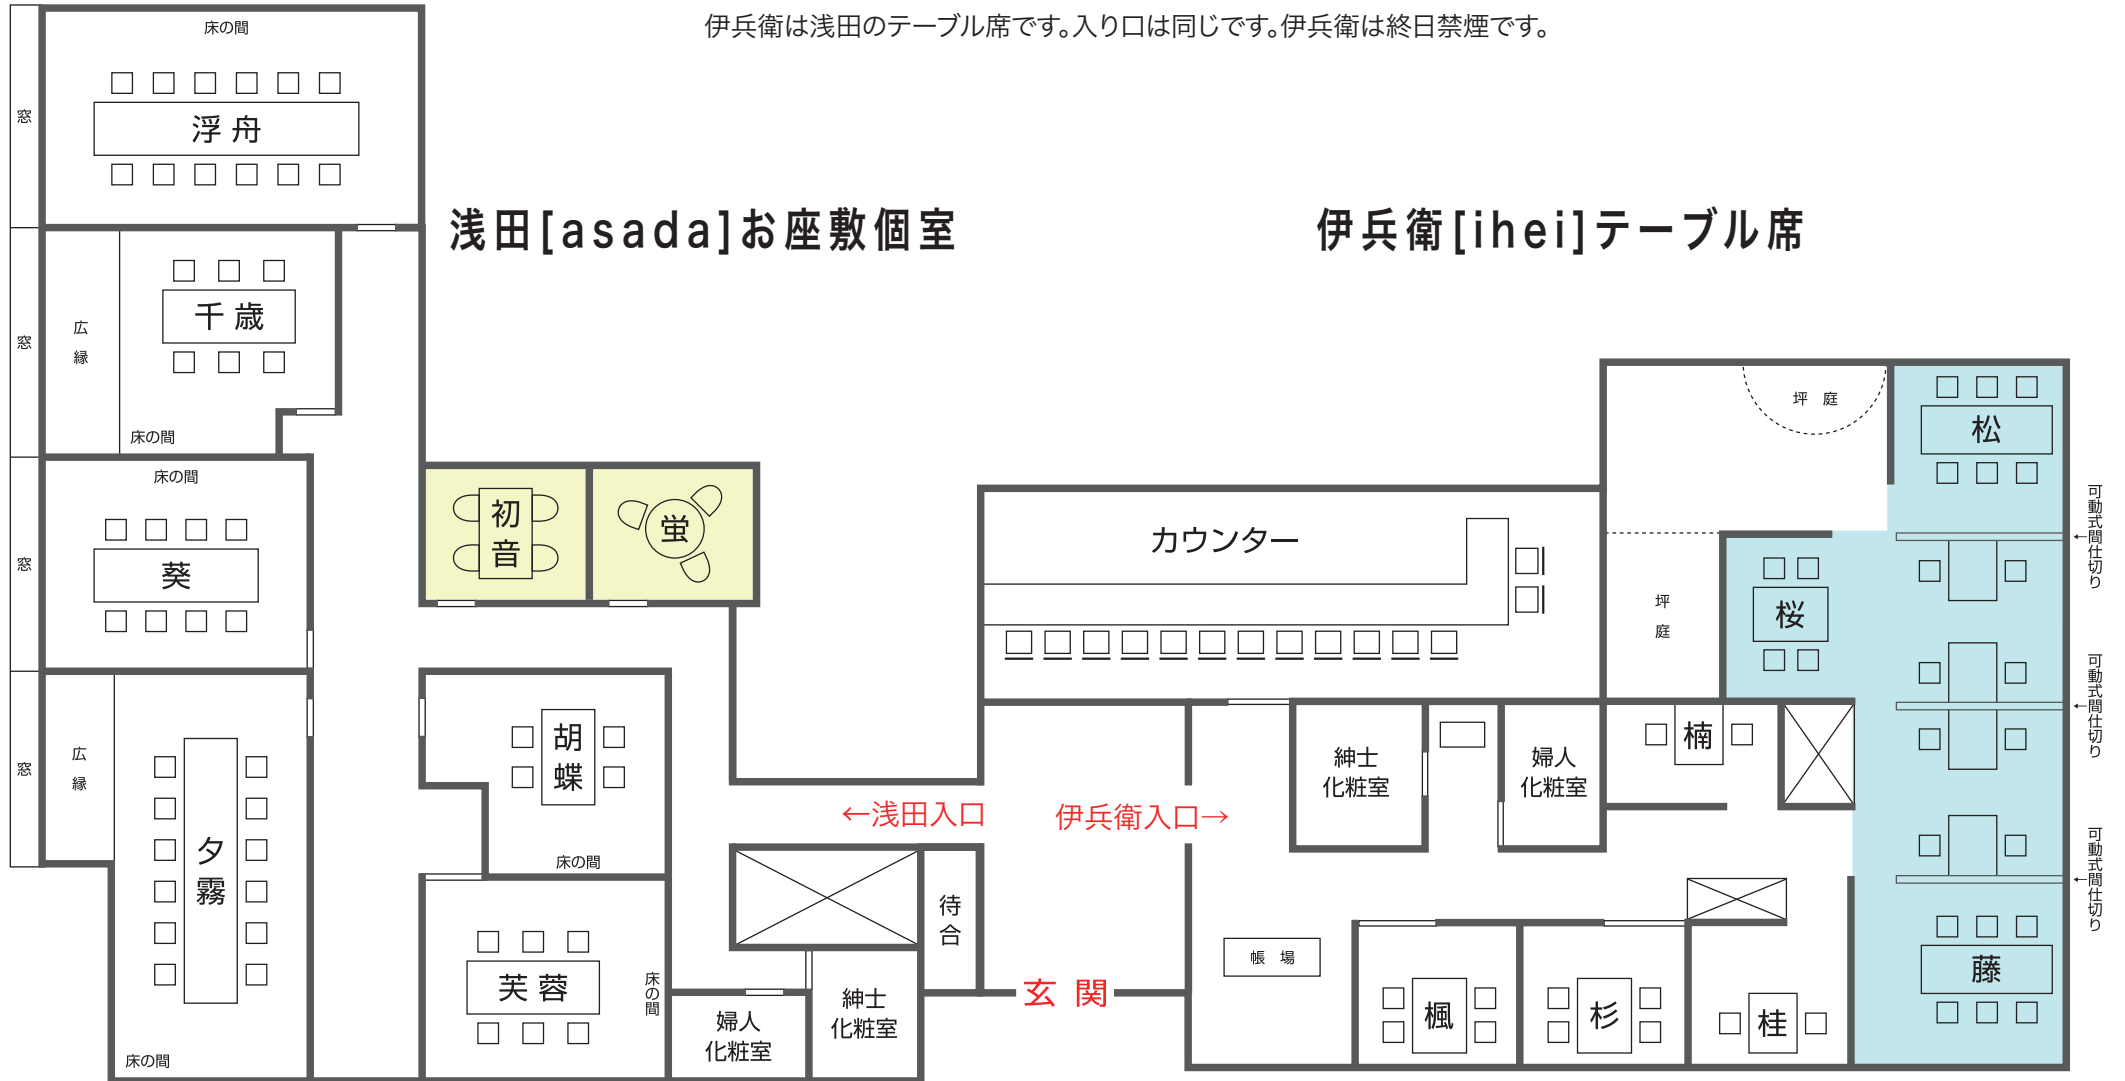 伊兵衛は浅田のテーブル席です。入り口は同じです。伊兵衛は終日禁煙です。
浅田[asada]お座敷個室
伊兵衛[ihei]テーブル席
床の間
窓
浮舟
窓
広縁
千歳
床の間
窓
床の間
葵
窓
広縁
夕霧
床の間
初音
蛍
胡蝶
床の間
芙蓉
床の間
婦人
化粧室
紳士
化粧室
待合
←浅田入口
伊兵衛入口→
玄関
カウンター
紳士
化粧室
婦人
化粧室
帳場
楓
杉
桂
楠
坪庭
坪庭
桜
松
藤
←可動式間仕切り
←可動式間仕切り
←可動式間仕切り